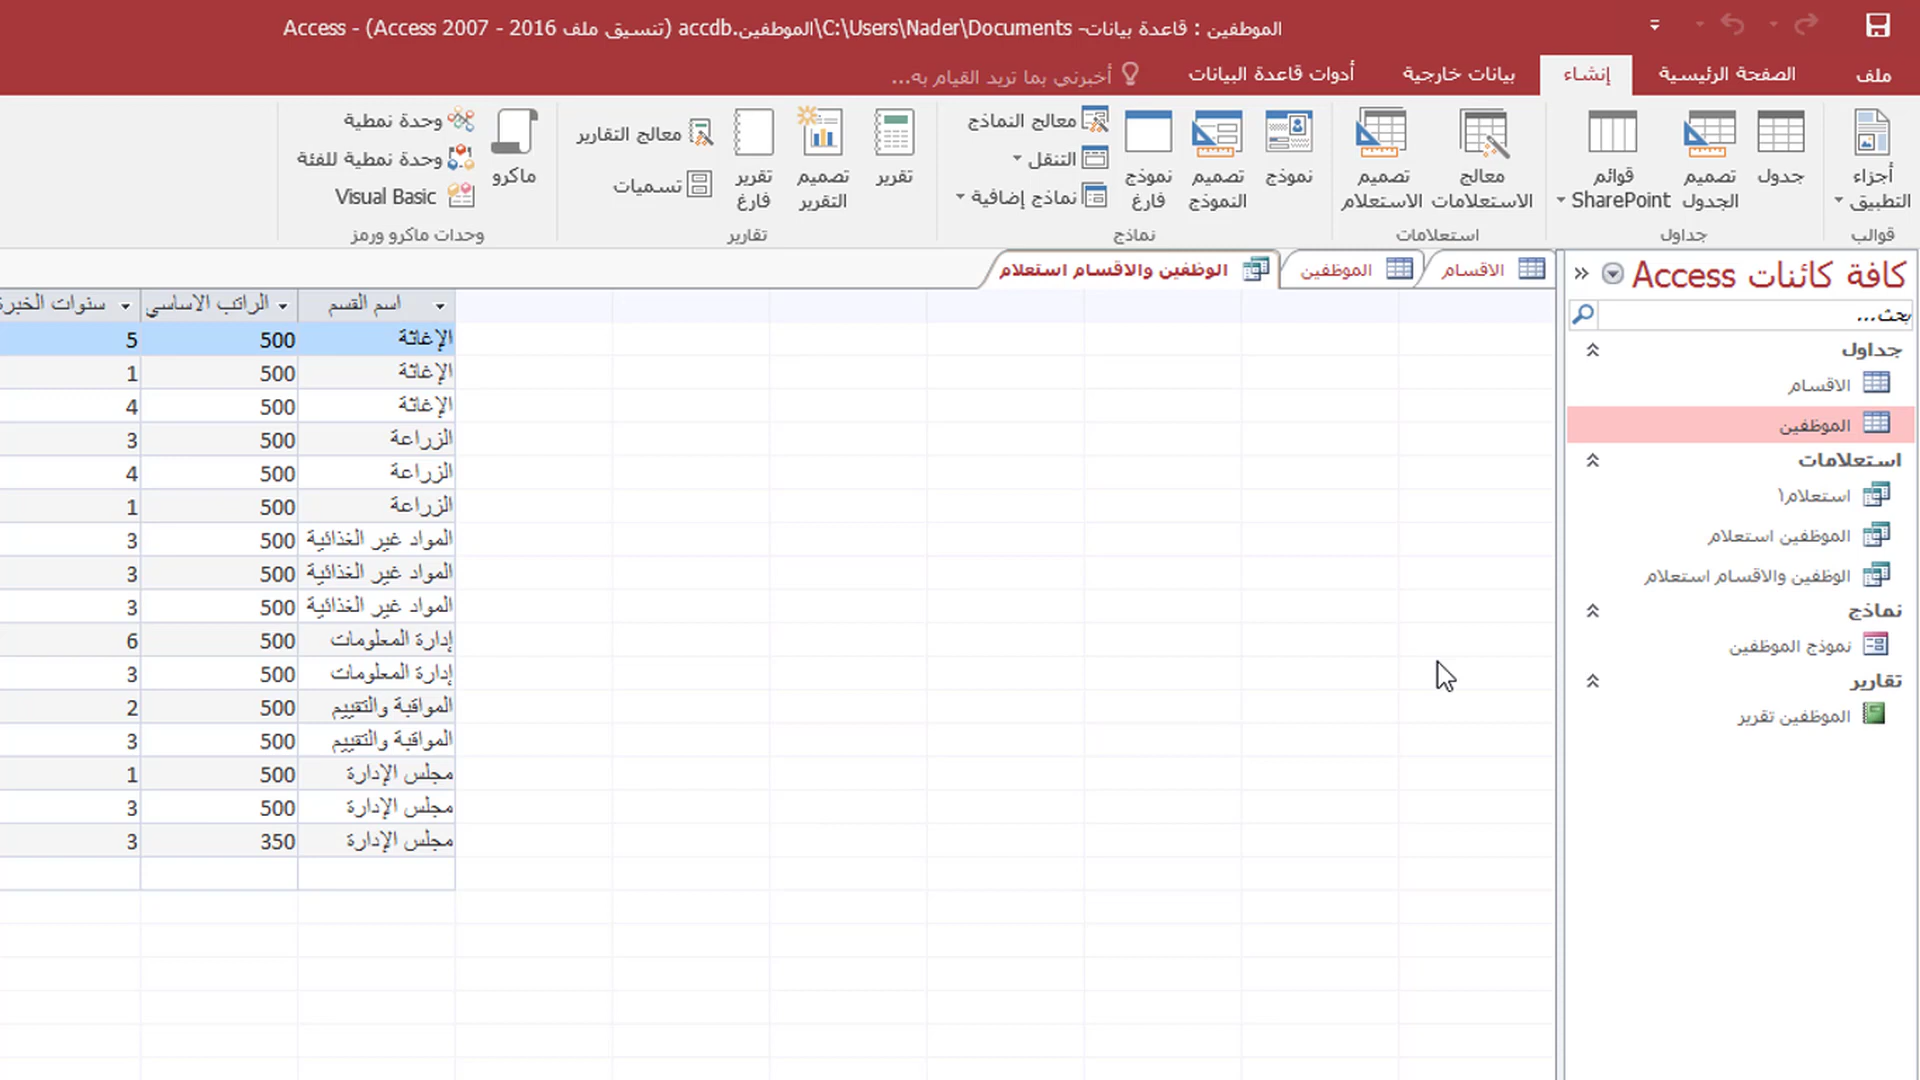 الموظفين : قاعدة بيانات- C:\Users\Nader\Documents\الموظفين.accdb (تنسيق ملف Access 2007 - 2016) - Access
ملف
الصفحة الرئيسية
إنشاء
بيانات خارجية
أدوات قاعدة البيانات
أخبرني بما تريد القيام به...
أجزاء التطبيق
قوالب
جدول
تصميم الجدول
قوائم SharePoint
جداول
معالج الاستعلامات
تصميم الاستعلام
استعلامات
نموذج
تصميم النموذج
نموذج فارغ
معالج النماذج
التنقل
نماذج إضافية
نماذج
تقرير
تصميم التقرير
تقرير فارغ
معالج التقارير
تسميات
تقارير
ماكرو
وحدة نمطية
وحدة نمطية للفئة
Visual Basic
وحدات ماكرو ورمز
كافة كائنات Access
بحث...
جداول
الاقسام
الموظفين
استعلامات
استعلام١
الموظفين استعلام
الوظفين والاقسام استعلام
نماذج
نموذج الموظفين
تقارير
الموظفين تقرير
الاقسام
الموظفين
الوظفين والاقسام استعلام
اسم القسم الراتب الاساسي سنوات الخبرة
الإغاثة 500 5
الإغاثة 500 1
الإغاثة 500 4
الزراعة 500 3
الزراعة 500 4
الزراعة 500 1
المواد غير الغذائية 500 3
المواد غير الغذائية 500 3
المواد غير الغذائية 500 3
إدارة المعلومات 500 6
إدارة المعلومات 500 3
المواقبة والتقييم 500 2
المواقبة والتقييم 500 3
مجلس الإدارة 500 1
مجلس الإدارة 500 3
مجلس الإدارة 350 3